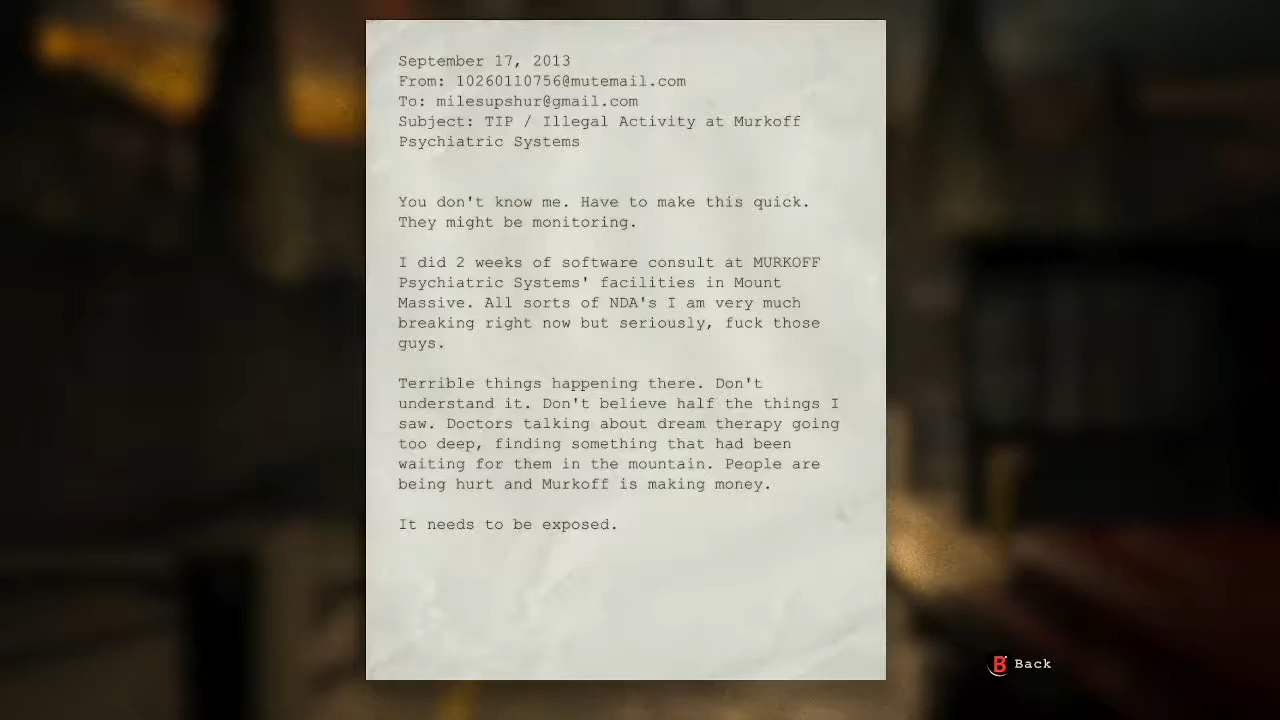 September 17, 2013
From: 10260110756@mutemail.com
To: milesupshur@gmail.com
Subject: TIP / Illegal Activity at Murkoff
Psychiatric Systems
You don't know me. Have to make this quick.
They might be monitoring.
I did 2 weeks of software consult at MURKOFF
Psychiatric Systems' facilities in Mount
Massive. All sorts of NDA's I am very much
breaking right now but seriously, fuck those
guys.
Terrible things happening there. Don't
understand it. Don't believe half the things I
saw. Doctors talking about dream therapy going
too deep, finding something that had been
waiting for them in the mountain. People are
being hurt and Murkoff is making money.
It needs to be exposed.
B Back